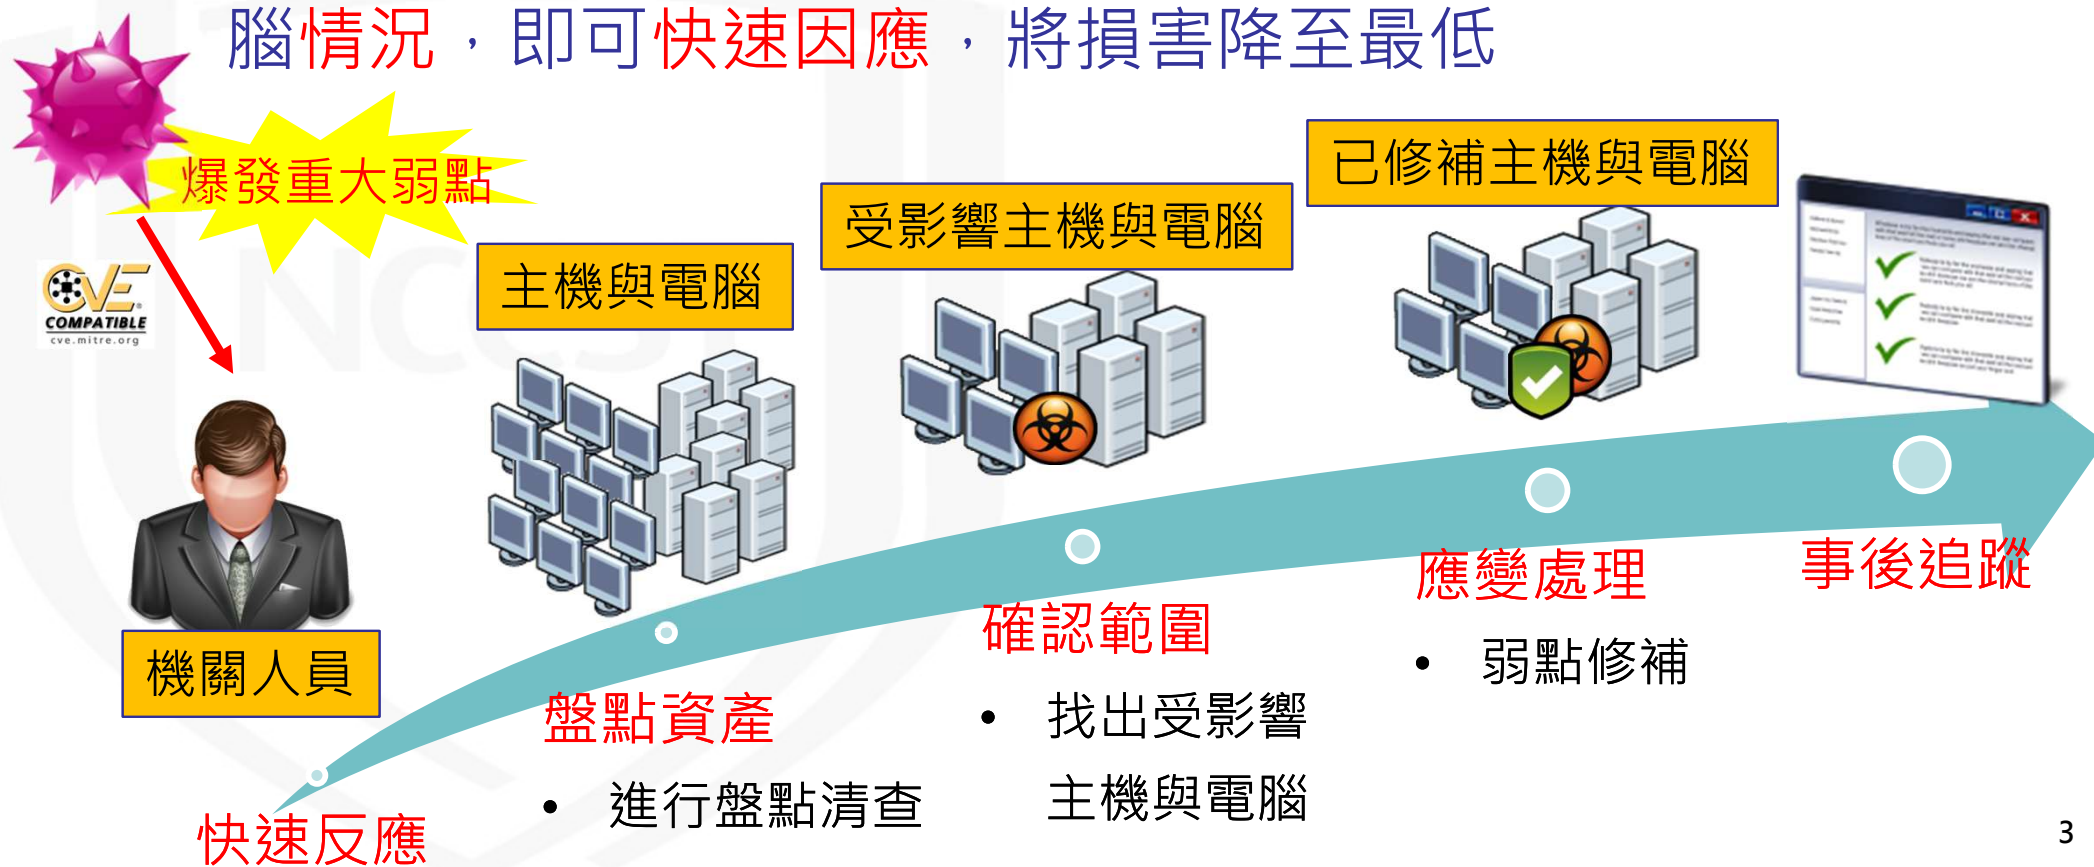 腦情況，即可快速因應，將損害降至最低
爆發重大弱點
已修補主機與電腦
受影響主機與電腦
主機與電腦
CVE
COMPATIBLE
cve.mitre.org
NCCST
機關人員
快速反應
盤點資產
• 進行盤點清查
確認範圍
• 找出受影響
主機與電腦
應變處理
• 弱點修補
事後追蹤
3